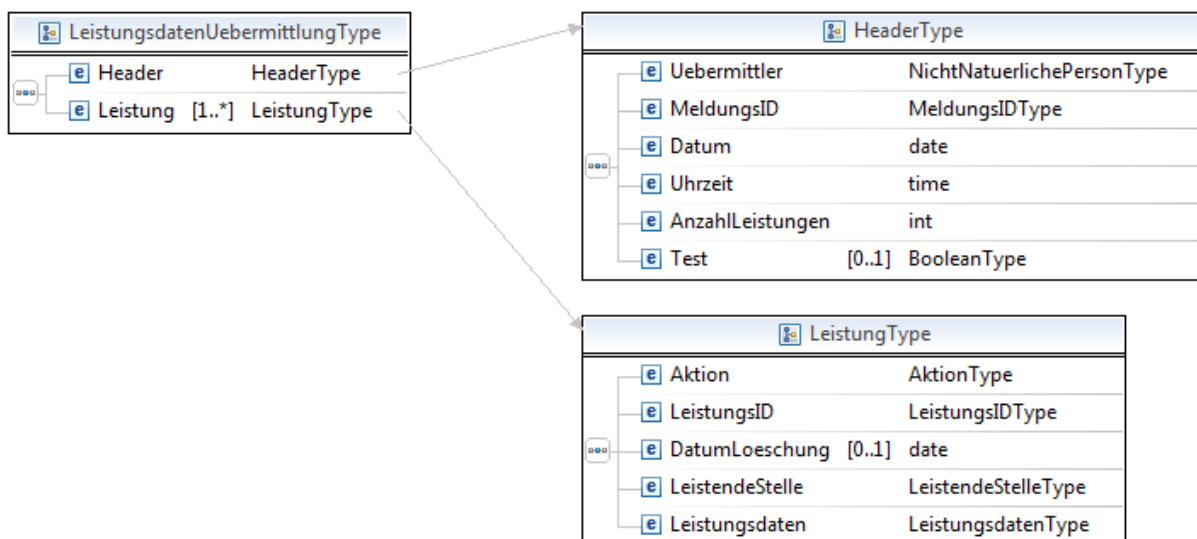 LeistungsdatenUebermittlungType
Header HeaderType
Leistung [1..*] LeistungType
HeaderType
e Uebermittler NichtNatuerlichePersonType
e MeldungsID MeldungsIDType
e Datum date
e Uhrzeit time
e AnzahlLeistungen int
e Test [0..1] BooleanType
LeistungType
e Aktion AktionType
e LeistungsID LeistungsIDType
e DatumLoeschung [0..1] date
e LeistendeStelle LeistendeStelleType
e Leistungsdaten LeistungsdatenType